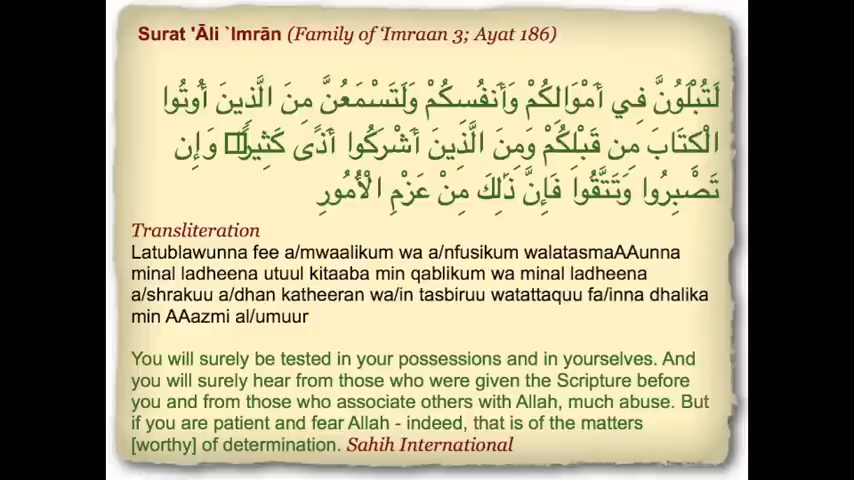 Surat 'Āli `Imrān (Family of ‘Imraan 3; Ayat 186)
لَتُبْلَوُنَّ فِي أَمْوَالِكُمْ وَأَنفُسِكُمْ وَلَتَسْمَعُنَّ مِنَ الَّذِينَ أُوتُوا
الْكِتَابَ مِن قَبْلِكُمْ وَمِنَ الَّذِينَ أَشْرَكُوا أَذًى كَثِيرًا وَإِن
تَصْبِرُوا وَتَتَّقُوا فَإِنَّ ذَٰلِكَ مِنْ عَزْمِ الْأُمُورِ
Transliteration
Latublawunna fee a/mwaalikum wa a/nfusikum walatasmaAAunna
minal ladheena utuul kitaaba min qablikum wa minal ladheena
a/shrakuu a/dhan katheeran wa/in tasbiruu watattaquu fa/inna dhalika
min AAazmi al/umuur
You will surely be tested in your possessions and in yourselves. And
you will surely hear from those who were given the Scripture before
you and from those who associate others with Allah, much abuse. But
if you are patient and fear Allah - indeed, that is of the matters
[worthy] of determination. Sahih International